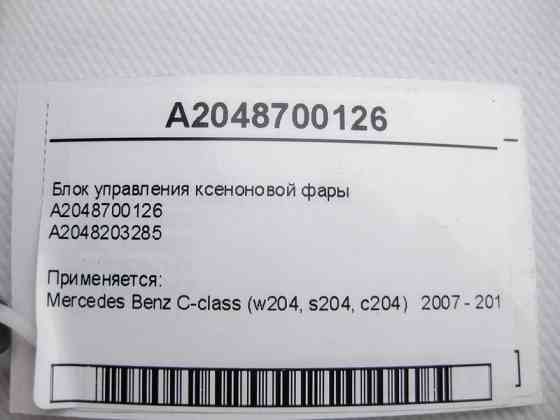 A2048700126
Блок управления ксеноновой фары
A2048700126
A2048203285
Применяется:
Mercedes Benz C-class (w204, s204, c204) 2007 - 201